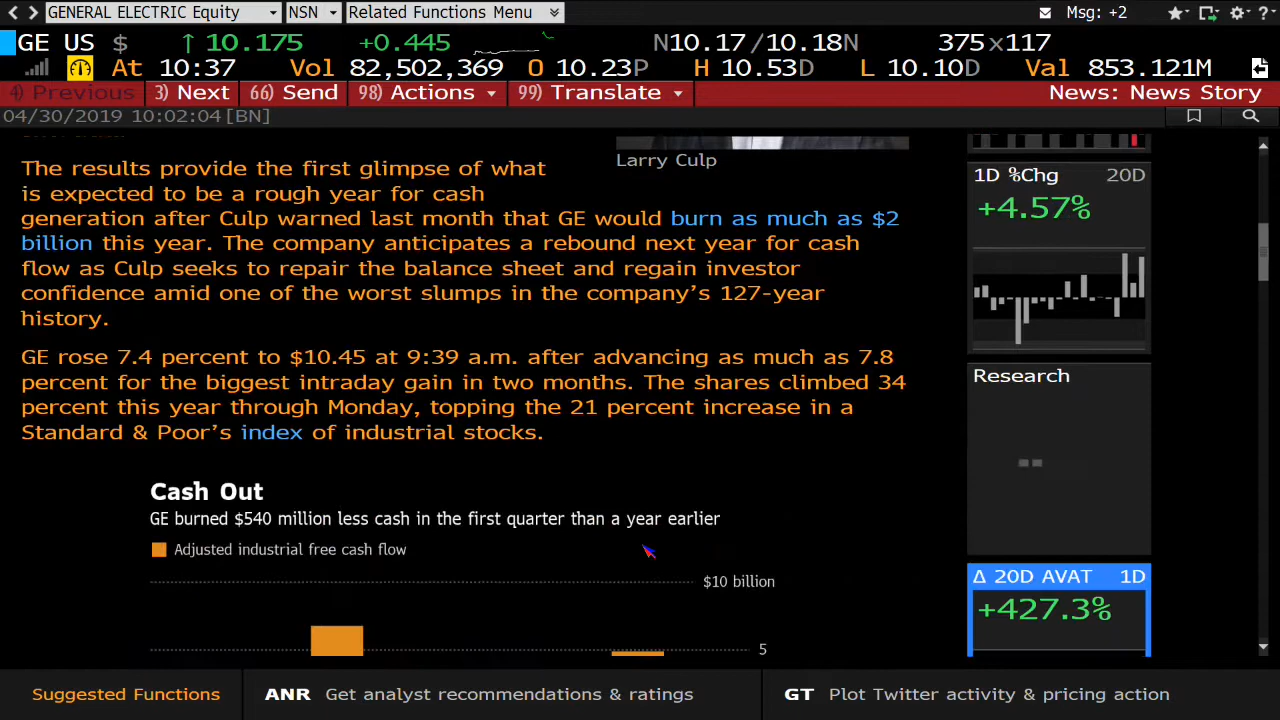 GENERAL ELECTRIC Equity NSN Related Functions Menu Msg: +2 ?
GE US $ ↑ 10.175 +0.445 N10.17/10.18N 375x117
At 10:37 Vol 82,502,369 O 10.23P H 10.53D L 10.10D Val 853.121M
4) Previous 3) Next 66) Send 98) Actions 99) Translate News: News Story
04/30/2019 10:02:04 [BN]
Larry Culp
The results provide the first glimpse of what
is expected to be a rough year for cash
generation after Culp warned last month that GE would burn as much as $2
billion this year. The company anticipates a rebound next year for cash
flow as Culp seeks to repair the balance sheet and regain investor
confidence amid one of the worst slumps in the company's 127-year
history.
GE rose 7.4 percent to $10.45 at 9:39 a.m. after advancing as much as 7.8
percent for the biggest intraday gain in two months. The shares climbed 34
percent this year through Monday, topping the 21 percent increase in a
Standard & Poor's index of industrial stocks.
Cash Out
GE burned $540 million less cash in the first quarter than a year earlier
Adjusted industrial free cash flow
$10 billion
5
1D %Chg 20D
+4.57%
Research
Δ 20D AVAT 1D
+427.3%
Suggested Functions ANR Get analyst recommendations & ratings GT Plot Twitter activity & pricing action